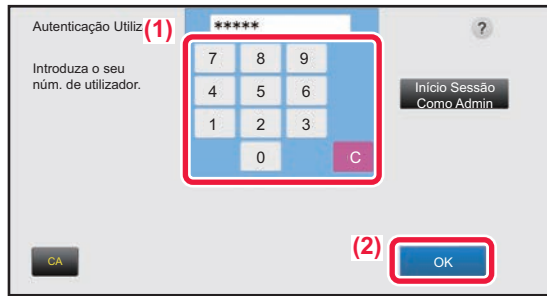 Autenticação Utiliz
(1)
*****
?
Introduza o seu
núm. de utilizador.
7 8 9
4 5 6
1 2 3
0 C
Início Sessão
Como Admin
(2)
CA
OK